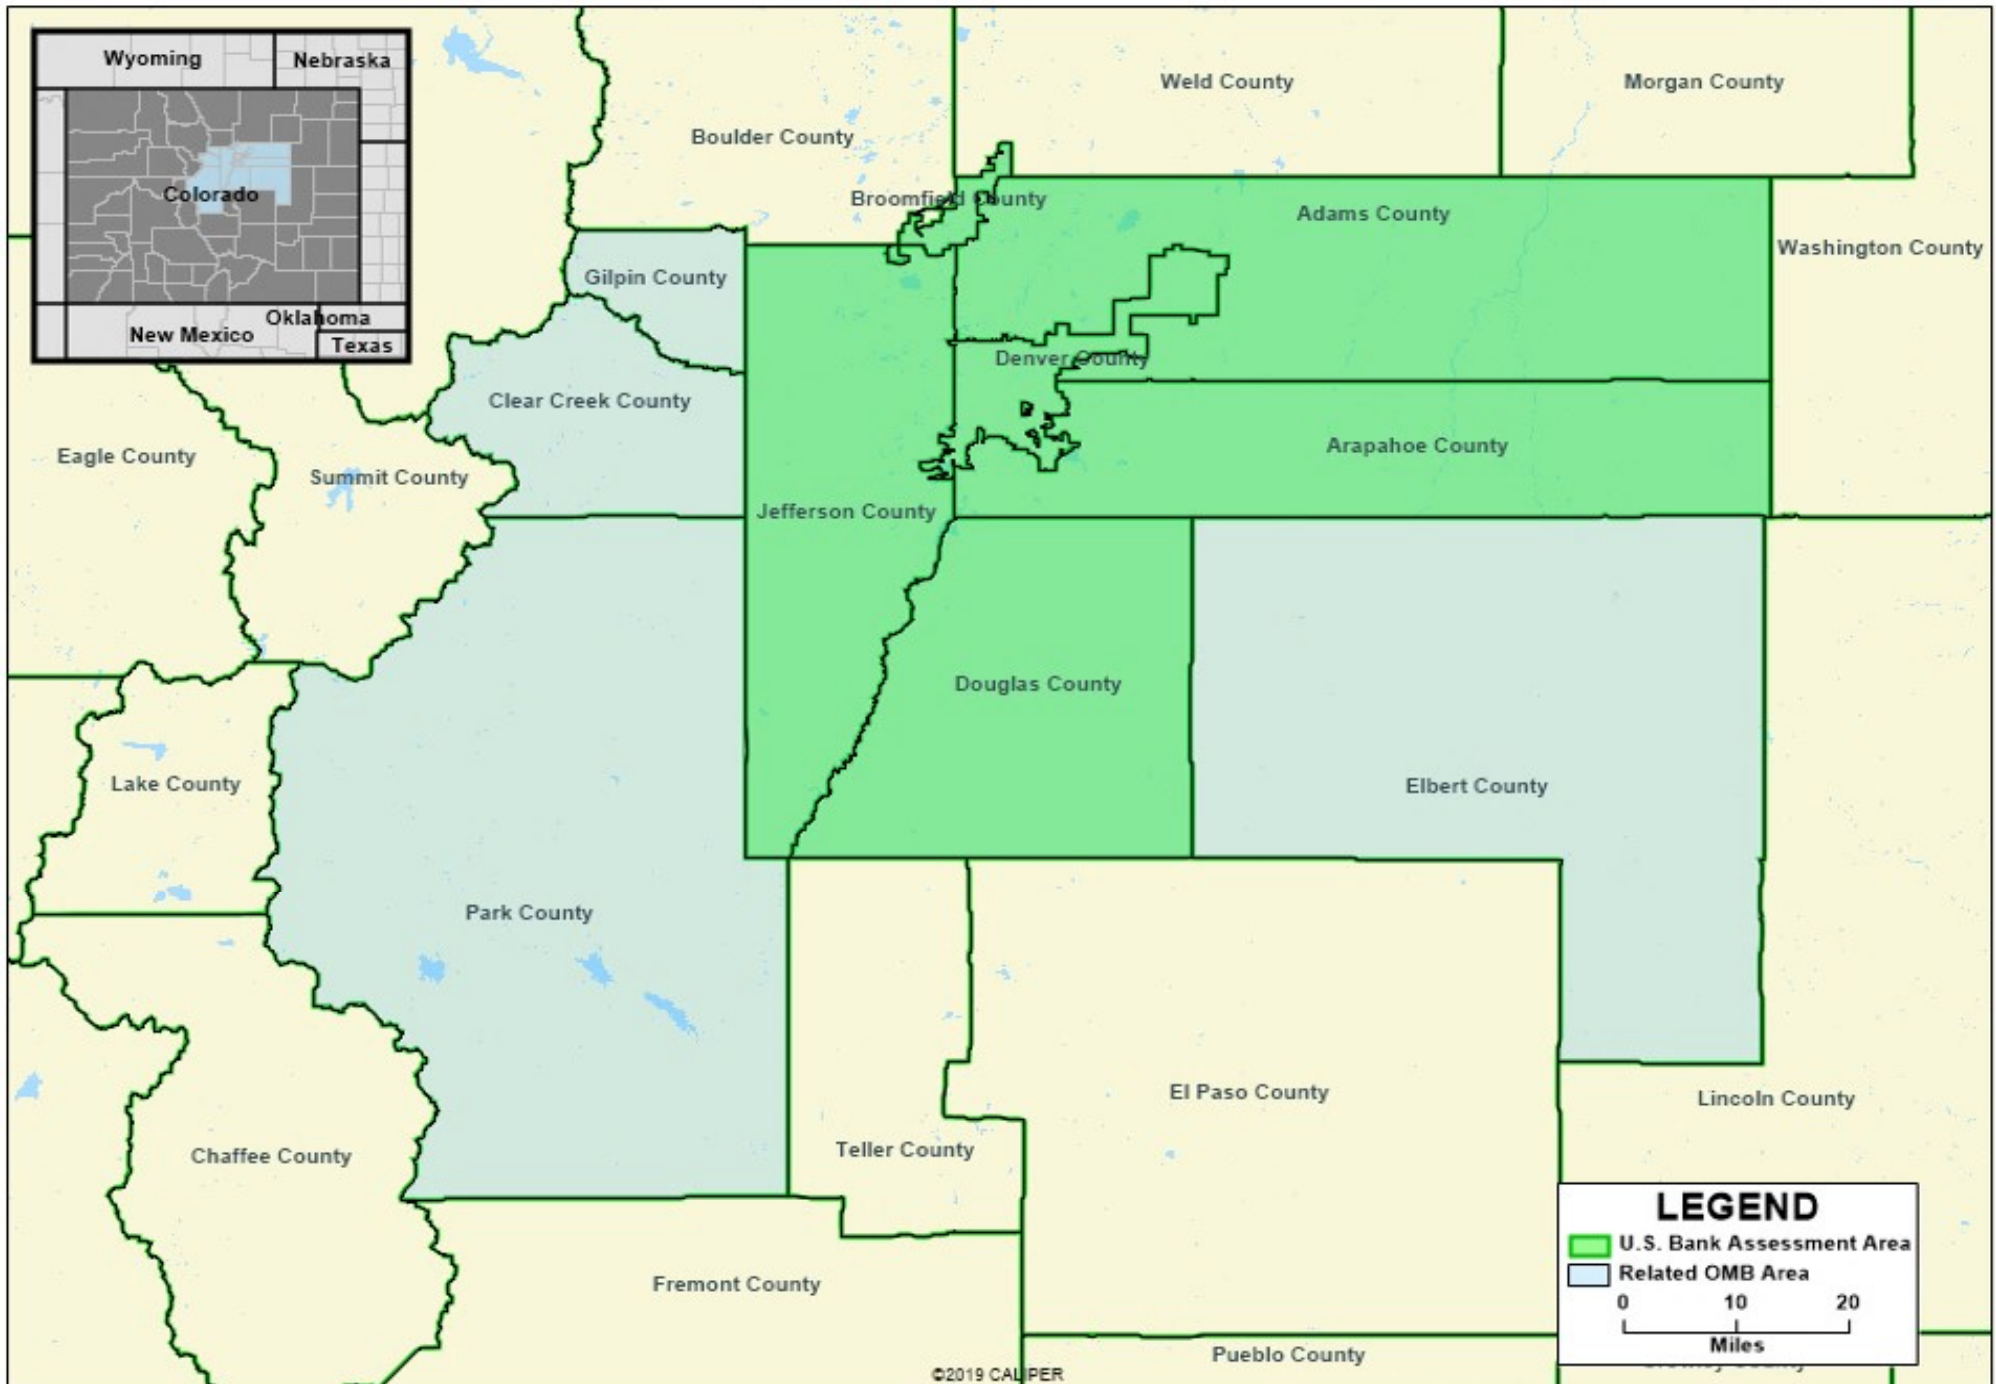 Wyoming
Nebraska
Colorado
Oklahoma
New Mexico
Texas
Weld County
Morgan County
Boulder County
Broomfield County
Adams County
Washington County
Gilpin County
Denver County
Clear Creek County
Arapahoe County
Eagle County
Summit County
Jefferson County
Douglas County
Lake County
Elbert County
Park County
El Paso County
Lincoln County
Teller County
Chaffee County
Fremont County
Pueblo County
LEGEND
U.S. Bank Assessment Area
Related OMB Area
0 10 20
Miles
©2019 CALIPER